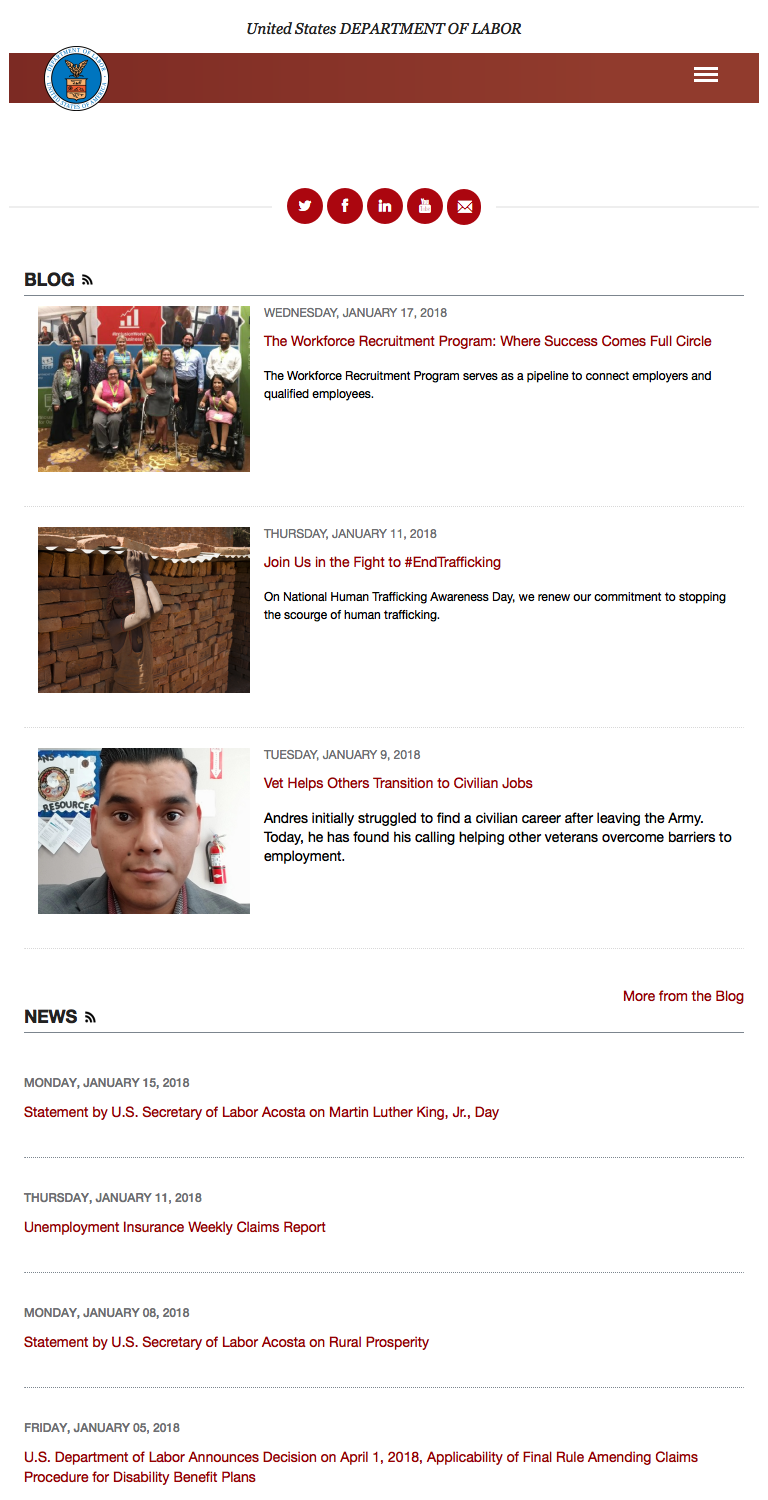 United States DEPARTMENT OF LABOR
DEPARTMENT OF LABOR
UNITED STATES OF AMERICA
BLOG
WEDNESDAY, JANUARY 17, 2018
The Workforce Recruitment Program: Where Success Comes Full Circle
The Workforce Recruitment Program serves as a pipeline to connect employers and
qualified employees.
THURSDAY, JANUARY 11, 2018
Join Us in the Fight to #EndTrafficking
On National Human Trafficking Awareness Day, we renew our commitment to stopping
the scourge of human trafficking.
RESOURCES
TUESDAY, JANUARY 9, 2018
Vet Helps Others Transition to Civilian Jobs
Andres initially struggled to find a civilian career after leaving the Army.
Today, he has found his calling helping other veterans overcome barriers to
employment.
More from the Blog
NEWS
MONDAY, JANUARY 15, 2018
Statement by U.S. Secretary of Labor Acosta on Martin Luther King, Jr., Day
THURSDAY, JANUARY 11, 2018
Unemployment Insurance Weekly Claims Report
MONDAY, JANUARY 08, 2018
Statement by U.S. Secretary of Labor Acosta on Rural Prosperity
FRIDAY, JANUARY 05, 2018
U.S. Department of Labor Announces Decision on April 1, 2018, Applicability of Final Rule Amending Claims
Procedure for Disability Benefit Plans